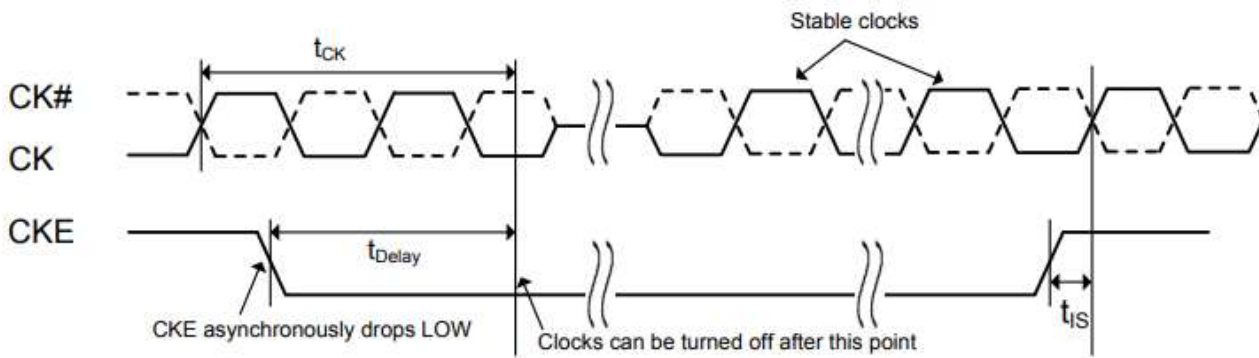 Stable clocks
tCK
CK#
CK
CKE
tDelay
tIS
CKE asynchronously drops LOW
Clocks can be turned off after this point